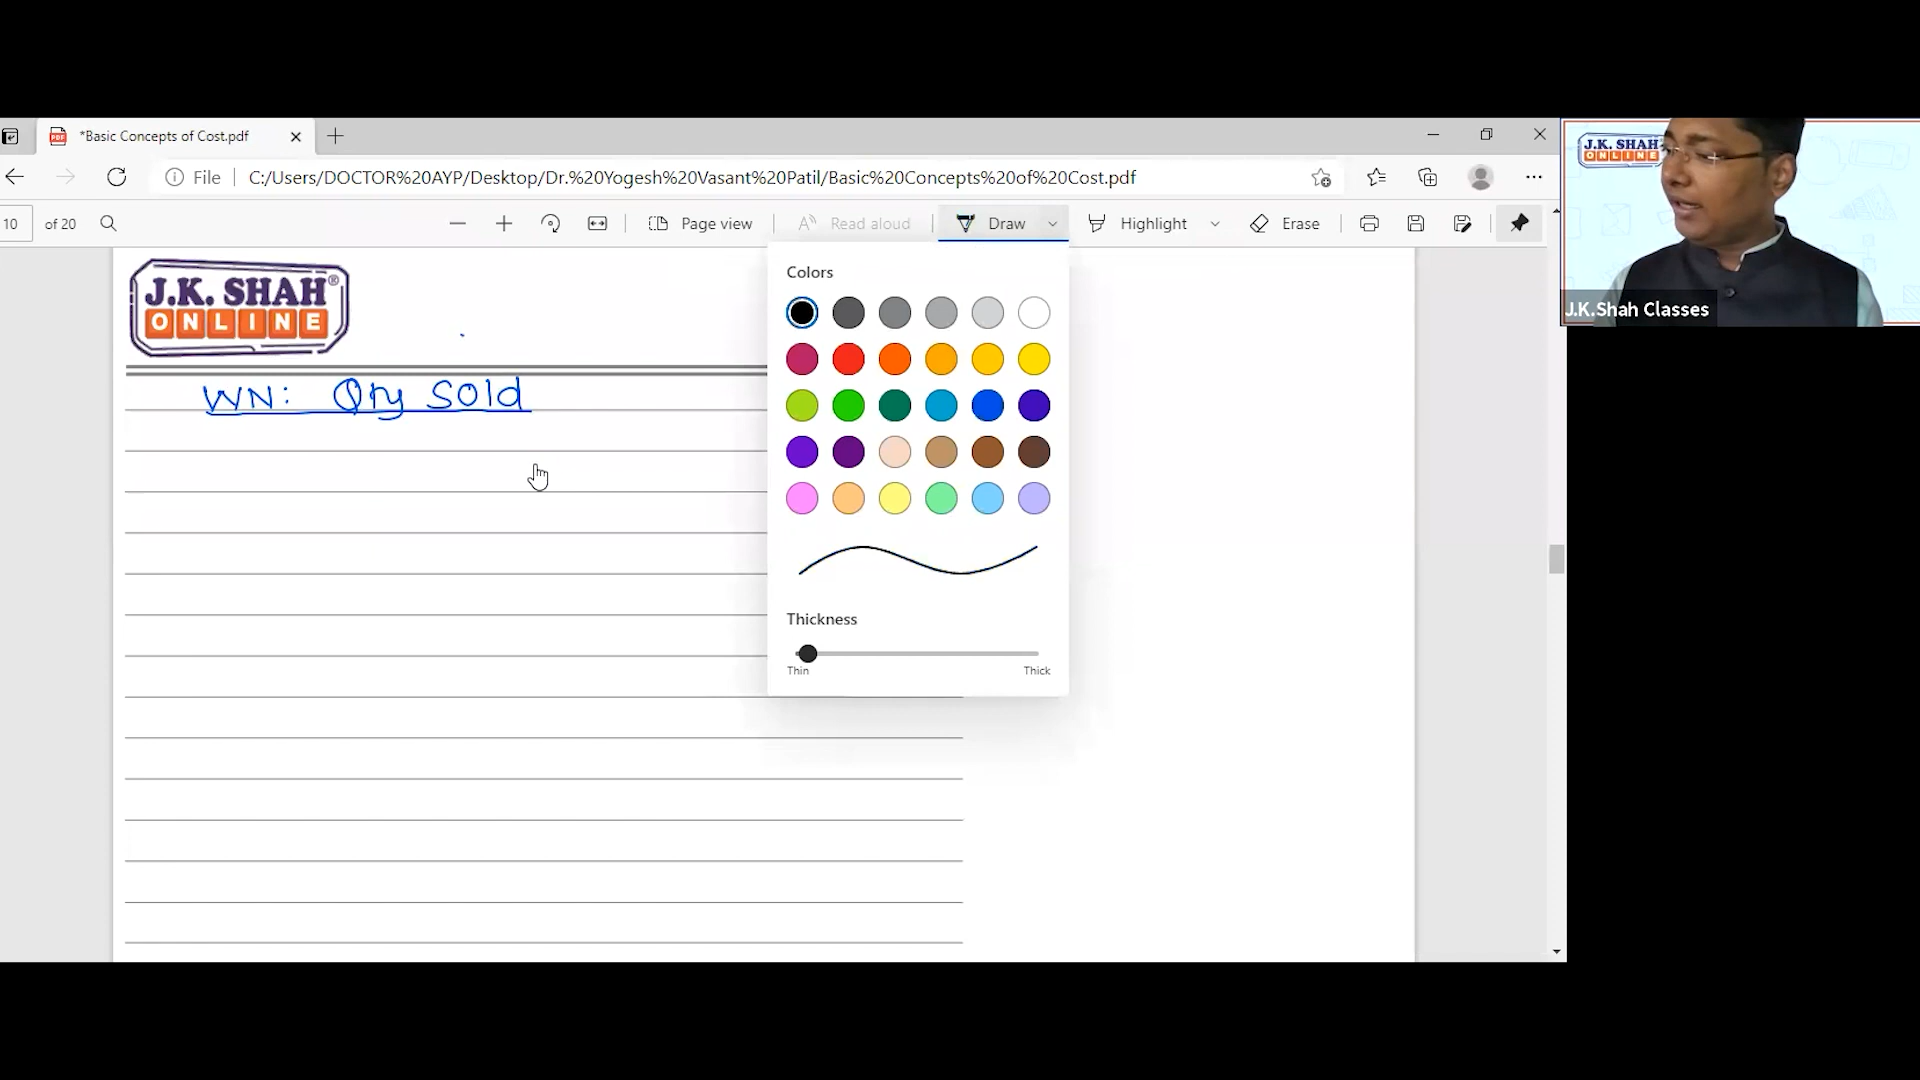 *Basic Concepts of Cost.pdf
File C:/Users/DOCTOR%20AYP/Desktop/Dr.%20Yogesh%20Vasant%20Patil/Basic%20Concepts%20of%20Cost.pdf
10 of 20 Page view Read aloud Draw Highlight Erase
J.K. SHAH®
ONLINE
WN: Qty Sold
Colors
Thickness
Thin Thick
J.K. SHAH
ONLINE
J.K.Shah Classes